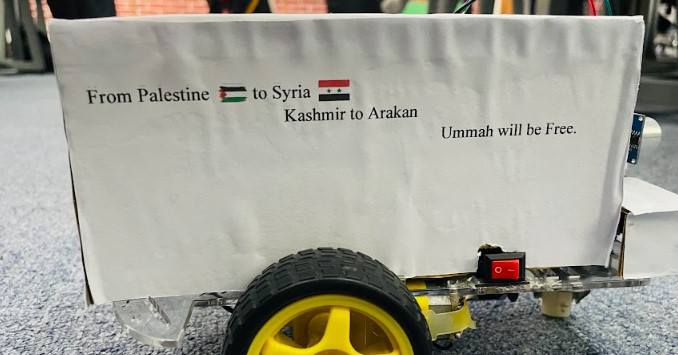 From Palestine 🇵🇸 to Syria 🇸🇾
Kashmir to Arakan
Ummah will be Free.